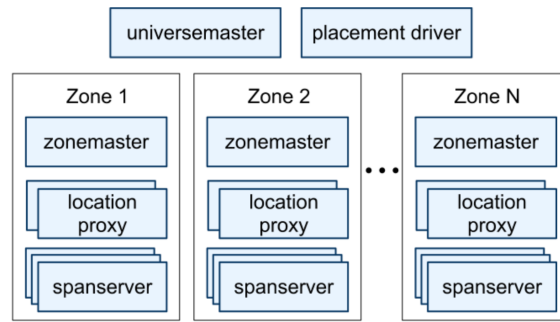 universemaster
placement driver
Zone 1
zonemaster
location
proxy
spanserver
Zone 2
zonemaster
location
proxy
spanserver
...
Zone N
zonemaster
location
proxy
spanserver